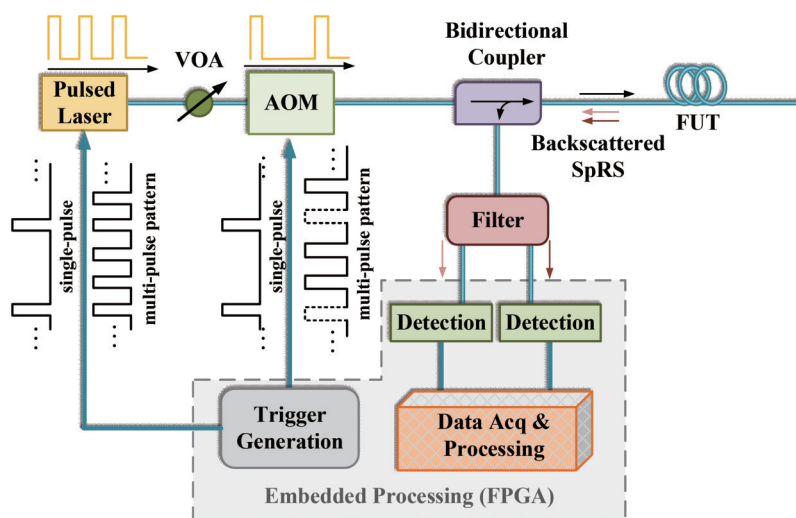 Bidirectional
Coupler
VOA
Pulsed
Laser
AOM
FUT
Backscattered
SpRS
single-pulse
multi-pulse pattern
single-pulse
multi-pulse pattern
Filter
Detection
Detection
Trigger
Generation
Data Acq &
Processing
Embedded Processing (FPGA)